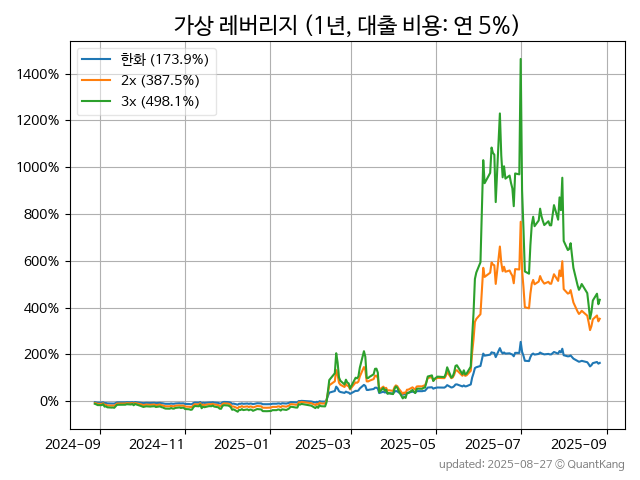 가상 레버리지 (1년, 대출 비용: 연 5%)
한화 (173.9%)
2x (387.5%)
3x (498.1%)
1400%
1200%
1000%
800%
600%
400%
200%
0%
2024-09 2024-11 2025-01 2025-03 2025-05 2025-07 2025-09
updated: 2025-08-27 © QuantKang